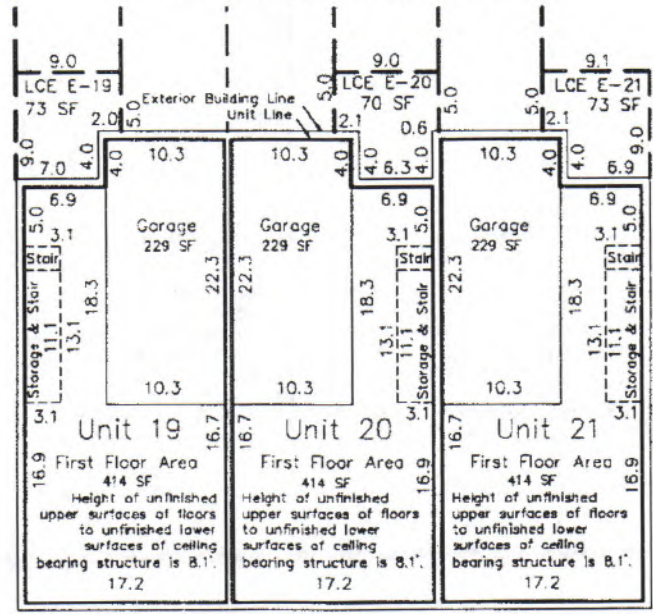 9.0
9.0
9.1
LCE E-19
73 SF
LCE E-20
70 SF
LCE E-21
73 SF
5.0
5.0
5.0
5.0
Exterior Building Line
Unit Line
2.0
2.1
0.6
2.1
9.0
7.0
4.0
4.0
10.3
10.3
4.0
4.0
6.3
4.0
10.3
4.0
4.0
6.9
9.0
6.9
6.9
6.9
5.0
5.0
5.0
Garage
229 SF
Garage
229 SF
Garage
229 SF
3.1
3.1
3.1
Stair
Stair
Stair
Storage & Stair
11.1
13.1
18.3
22.3
22.3
18.3
13.1
11.1
Storage & Stair
22.3
18.3
13.1
11.1
Storage & Stair
10.3
10.3
10.3
3.1
3.1
3.1
Unit 19
16.7
16.7
Unit 20
16.7
Unit 21
16.9
First Floor Area
414 SF
Height of unfinished
upper surfaces of floors
to unfinished lower
surfaces of ceiling
bearing structure is 8.1'.
17.2
First Floor Area
414 SF
16.9
Height of unfinished
upper surfaces of floors
to unfinished lower
surfaces of ceiling
bearing structure is 8.1'.
17.2
First Floor Area
414 SF
16.9
Height of unfinished
upper surfaces of floors
to unfinished lower
surfaces of ceiling
bearing structure is 8.1'.
17.2